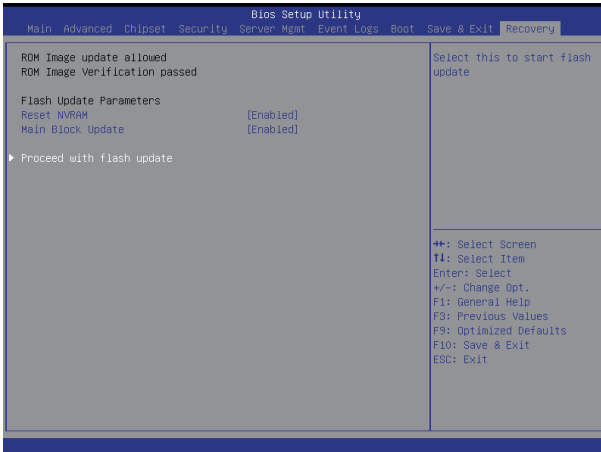 Bios Setup Utility
Main Advanced Chipset Security Server Mgmt Event Logs Boot Save & Exit Recovery
ROM Image update allowed
ROM Image Verification passed
Flash Update Parameters
Reset NVRAM [Enabled]
Main Block Update [Enabled]
Proceed with flash update
Select this to start flash
update
→←: Select Screen
↑↓: Select Item
Enter: Select
+/-: Change Opt.
F1: General Help
F3: Previous Values
F9: Optimized Defaults
F10: Save & Exit
ESC: Exit